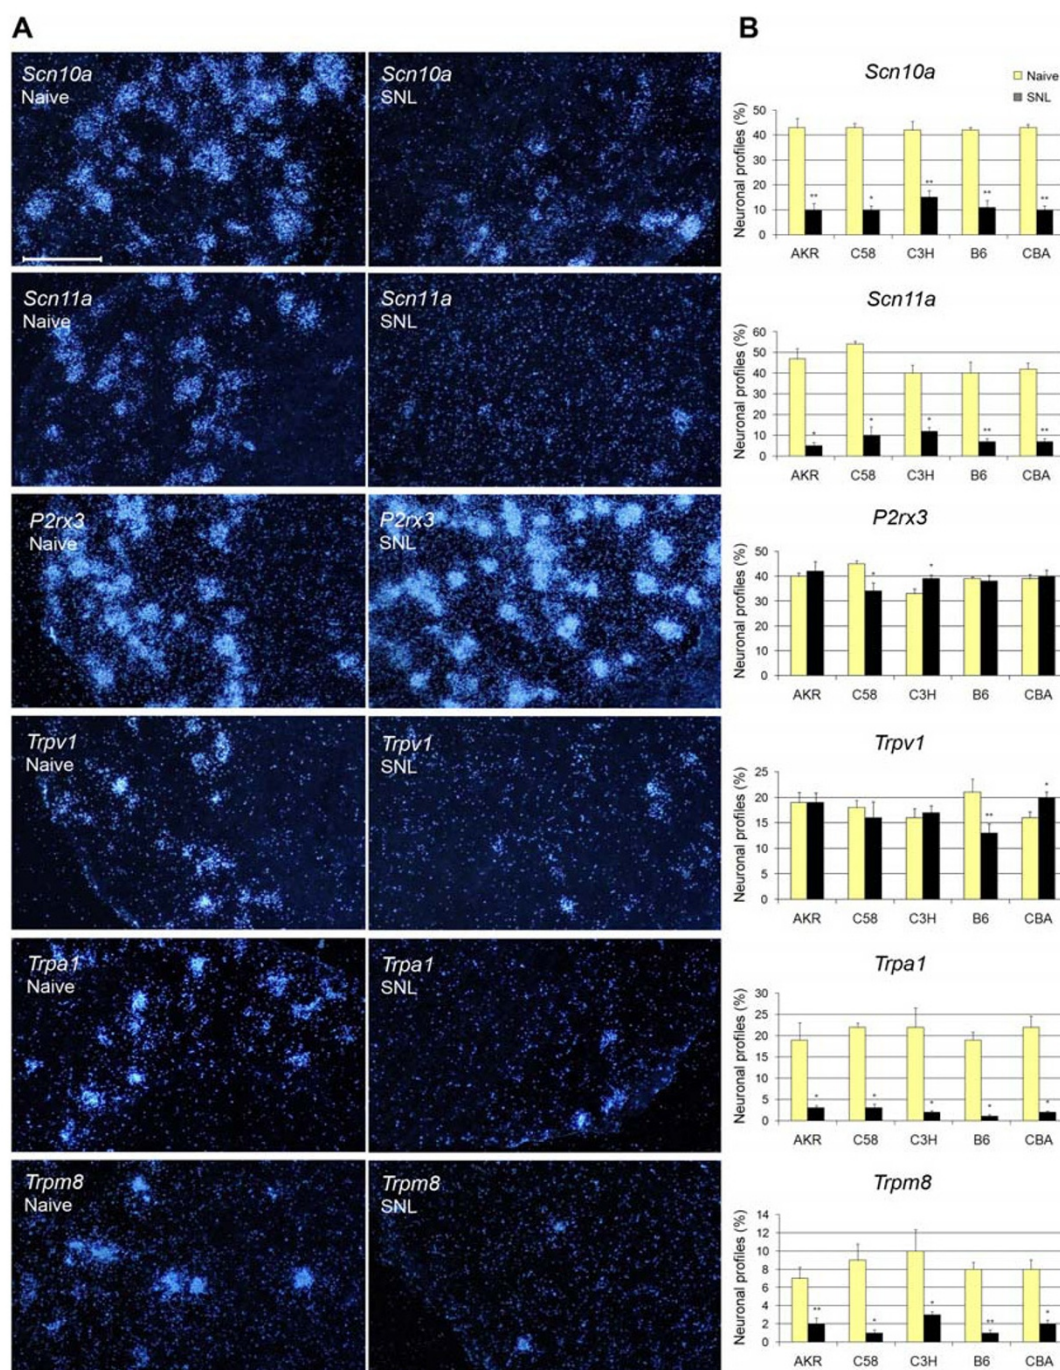 A
B
Scn10a
Naive
Scn10a
SNL
Scn11a
Naive
Scn11a
SNL
P2rx3
Naive
P2rx3
SNL
Trpv1
Naive
Trpv1
SNL
Trpa1
Naive
Trpa1
SNL
Trpm8
Naive
Trpm8
SNL
Scn10a
Naive
SNL
Neuronal profiles (%)
50
40
30
20
10
0
** * ** ** **
AKR C58 C3H B6 CBA
Scn11a
Neuronal profiles (%)
60
50
40
30
20
10
0
* * * ** **
AKR C58 C3H B6 CBA
P2rx3
Neuronal profiles (%)
50
40
30
20
10
0
* *
AKR C58 C3H B6 CBA
Trpv1
Neuronal profiles (%)
25
20
15
10
5
0
** *
AKR C58 C3H B6 CBA
Trpa1
Neuronal profiles (%)
30
25
20
15
10
5
0
* * * * *
AKR C58 C3H B6 CBA
Trpm8
Neuronal profiles (%)
14
12
10
8
6
4
2
0
** * * ** *
AKR C58 C3H B6 CBA